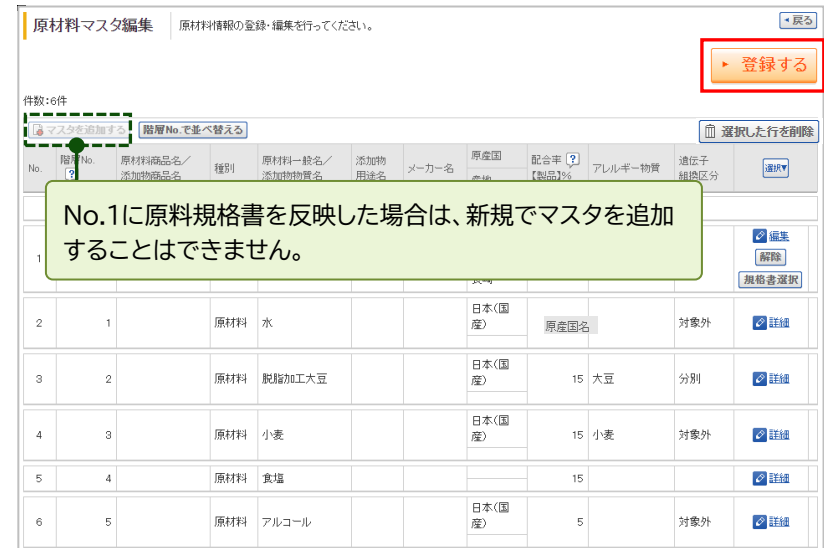 原材料マスタ編集 原材料情報の登録・編集を行ってください。 戻る
登録する
件数:6件
マスタを追加する 階層No.で並べ替える 選択した行を削除
No. 階層No. ? 原材料商品名／添加物商品名 種別 原材料一般名／添加物物質名 添加物用途名 メーカー名 原産国 配合率 ? 【製品】% アレルギー物質 遺伝子組換区分 選択▼
No.1に原料規格書を反映した場合は、新規でマスタを追加
することはできません。
1 編集
解除
規格書選択
2 1 原材料 水 日本(国産) 原産国名 対象外 詳細
3 2 原材料 脱脂加工大豆 日本(国産) 15 大豆 分別 詳細
4 3 原材料 小麦 日本(国産) 15 小麦 対象外 詳細
5 4 原材料 食塩 15 詳細
6 5 原材料 アルコール 日本(国産) 5 対象外 詳細